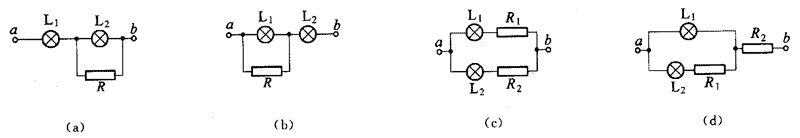 a L₁ L₂ b
R
(a)
a L₁ L₂ b
R
(b)
L₁ R₁
a b
L₂ R₂
(c)
L₁
a R₂ b
L₂ R₁
(d)